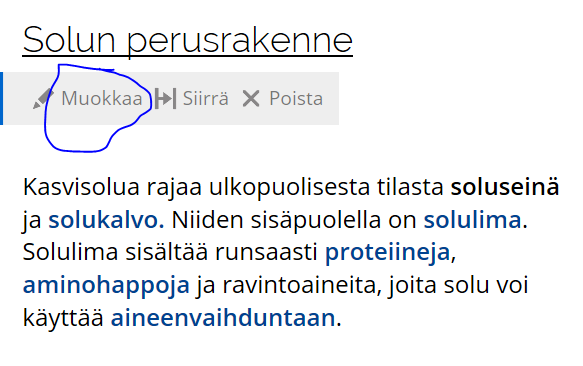 Solun perusrakenne
Muokkaa Siirrä Poista
Kasvisolua rajaa ulkopuolisesta tilasta soluseinä
ja solukalvo. Niiden sisäpuolella on solulima.
Solulima sisältää runsaasti proteiineja,
aminohappoja ja ravintoaineita, joita solu voi
käyttää aineenvaihduntaan.